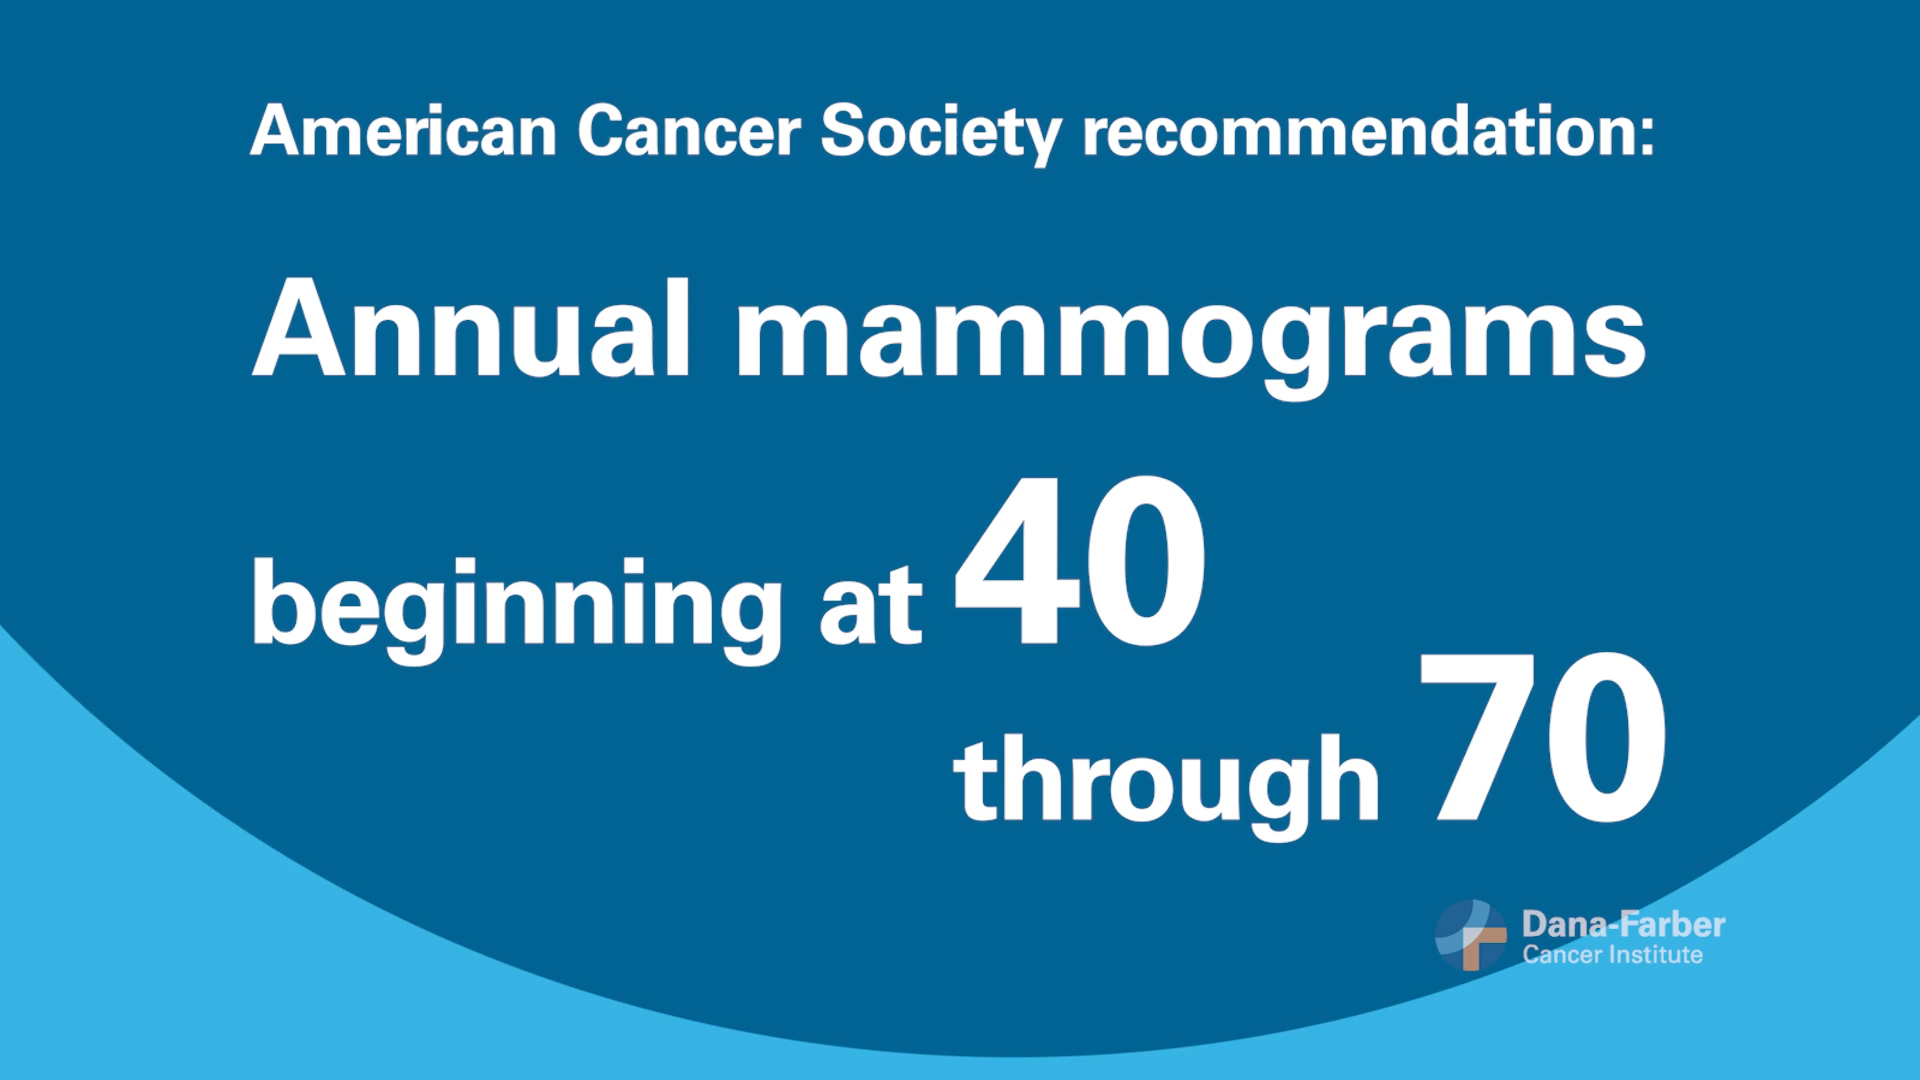 American Cancer Society recommendation:
Annual mammograms
beginning at 40
through 70
Dana-Farber
Cancer Institute